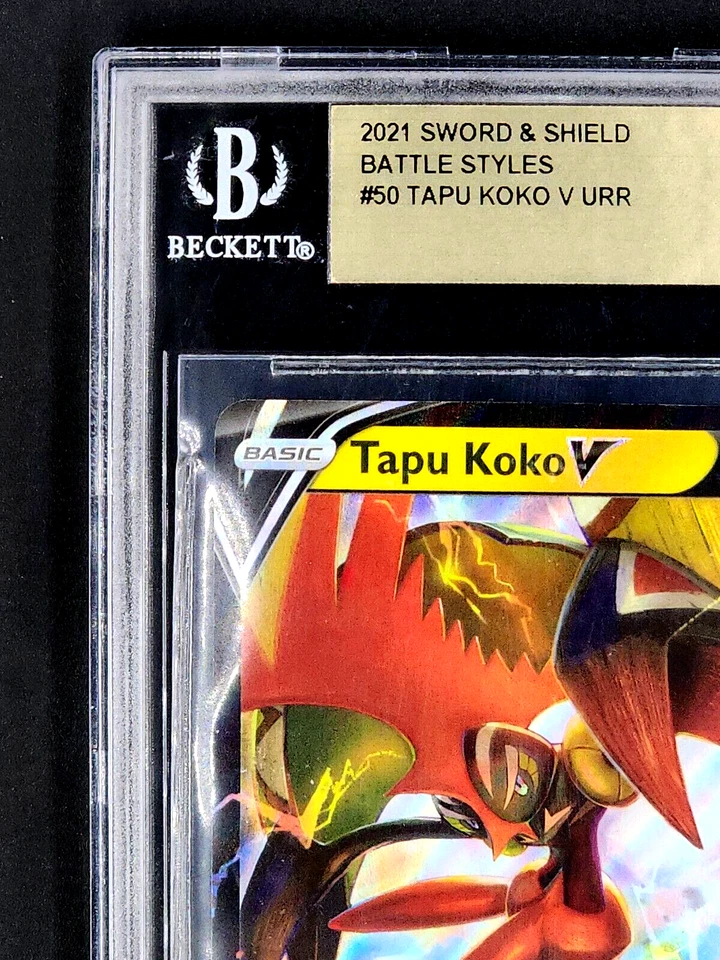 B
BECKETT®
2021 SWORD & SHIELD
BATTLE STYLES
#50 TAPU KOKO V URR
BASIC
Tapu Koko V